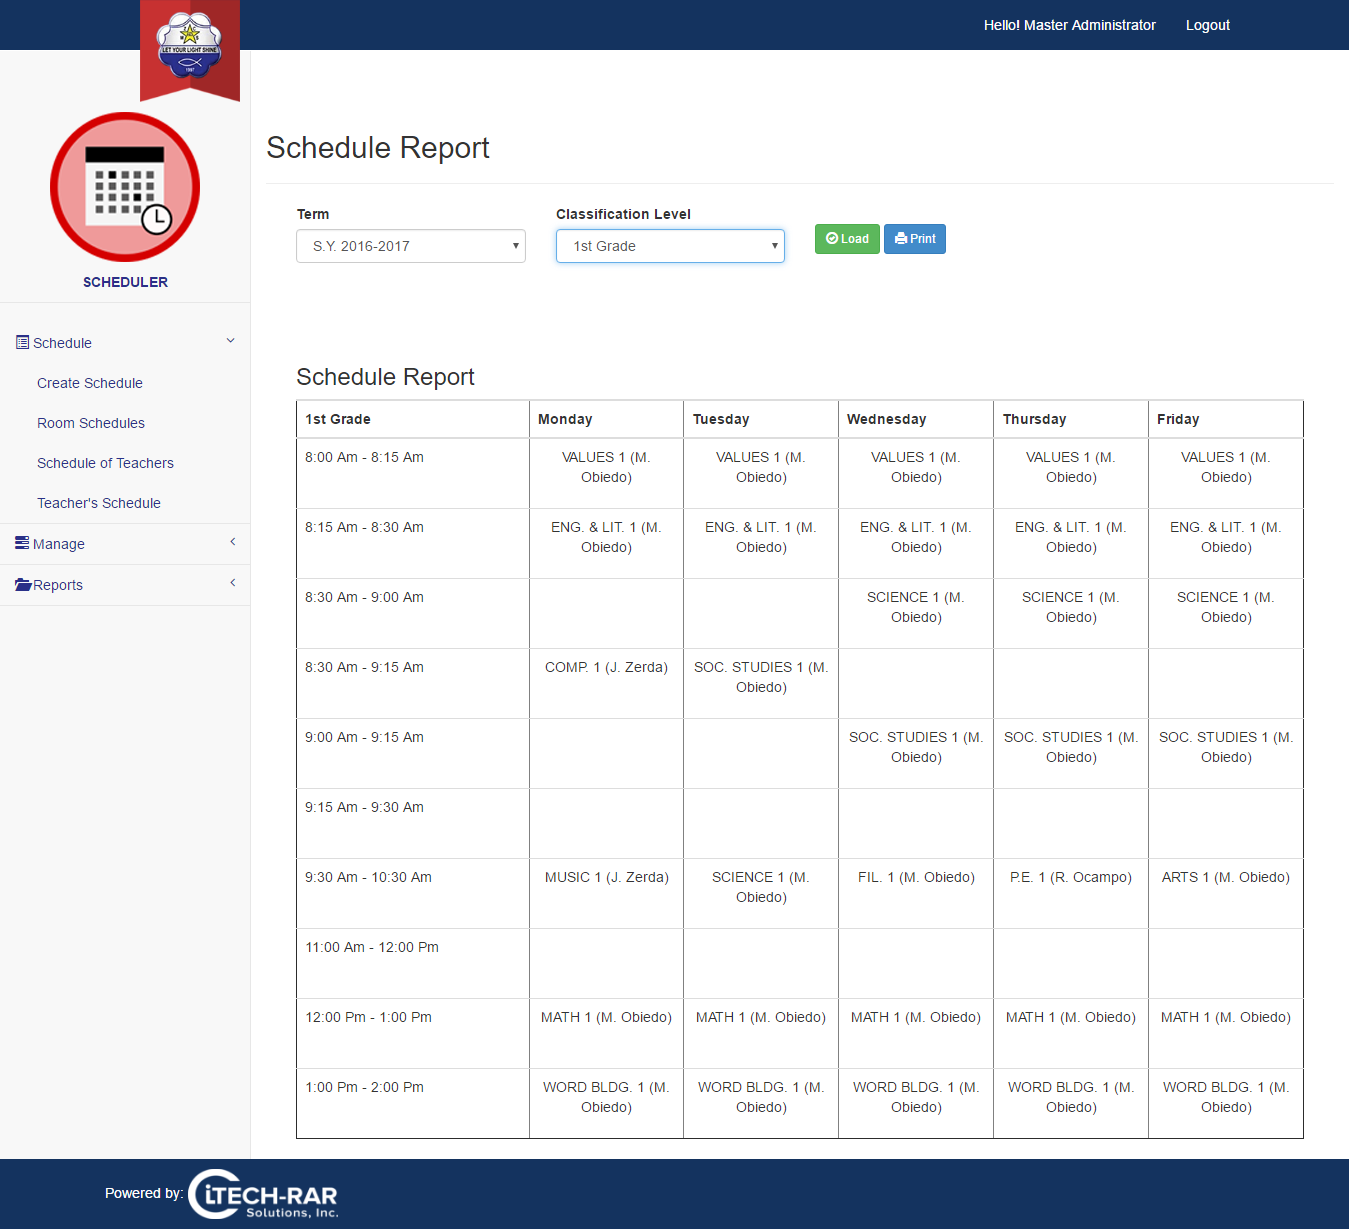 Hello! Master Administrator Logout
LET YOUR LIGHT SHINE
1997
SCHEDULER
Schedule
Create Schedule
Room Schedules
Schedule of Teachers
Teacher's Schedule
Manage
Reports
Schedule Report
Term Classification Level
S.Y. 2016-2017 1st Grade Load Print
Schedule Report
1st Grade Monday Tuesday Wednesday Thursday Friday
8:00 Am - 8:15 Am VALUES 1 (M. VALUES 1 (M. VALUES 1 (M. VALUES 1 (M. VALUES 1 (M.
Obiedo) Obiedo) Obiedo) Obiedo) Obiedo)
8:15 Am - 8:30 Am ENG. & LIT. 1 (M. ENG. & LIT. 1 (M. ENG. & LIT. 1 (M. ENG. & LIT. 1 (M. ENG. & LIT. 1 (M.
Obiedo) Obiedo) Obiedo) Obiedo) Obiedo)
8:30 Am - 9:00 Am SCIENCE 1 (M. SCIENCE 1 (M. SCIENCE 1 (M.
Obiedo) Obiedo) Obiedo)
8:30 Am - 9:15 Am COMP. 1 (J. Zerda) SOC. STUDIES 1 (M.
Obiedo)
9:00 Am - 9:15 Am SOC. STUDIES 1 (M. SOC. STUDIES 1 (M. SOC. STUDIES 1 (M.
Obiedo) Obiedo) Obiedo)
9:15 Am - 9:30 Am
9:30 Am - 10:30 Am MUSIC 1 (J. Zerda) SCIENCE 1 (M. FIL. 1 (M. Obiedo) P.E. 1 (R. Ocampo) ARTS 1 (M. Obiedo)
Obiedo)
11:00 Am - 12:00 Pm
12:00 Pm - 1:00 Pm MATH 1 (M. Obiedo) MATH 1 (M. Obiedo) MATH 1 (M. Obiedo) MATH 1 (M. Obiedo) MATH 1 (M. Obiedo)
1:00 Pm - 2:00 Pm WORD BLDG. 1 (M. WORD BLDG. 1 (M. WORD BLDG. 1 (M. WORD BLDG. 1 (M. WORD BLDG. 1 (M.
Obiedo) Obiedo) Obiedo) Obiedo) Obiedo)
Powered by: iTECH-RAR
Solutions, Inc.